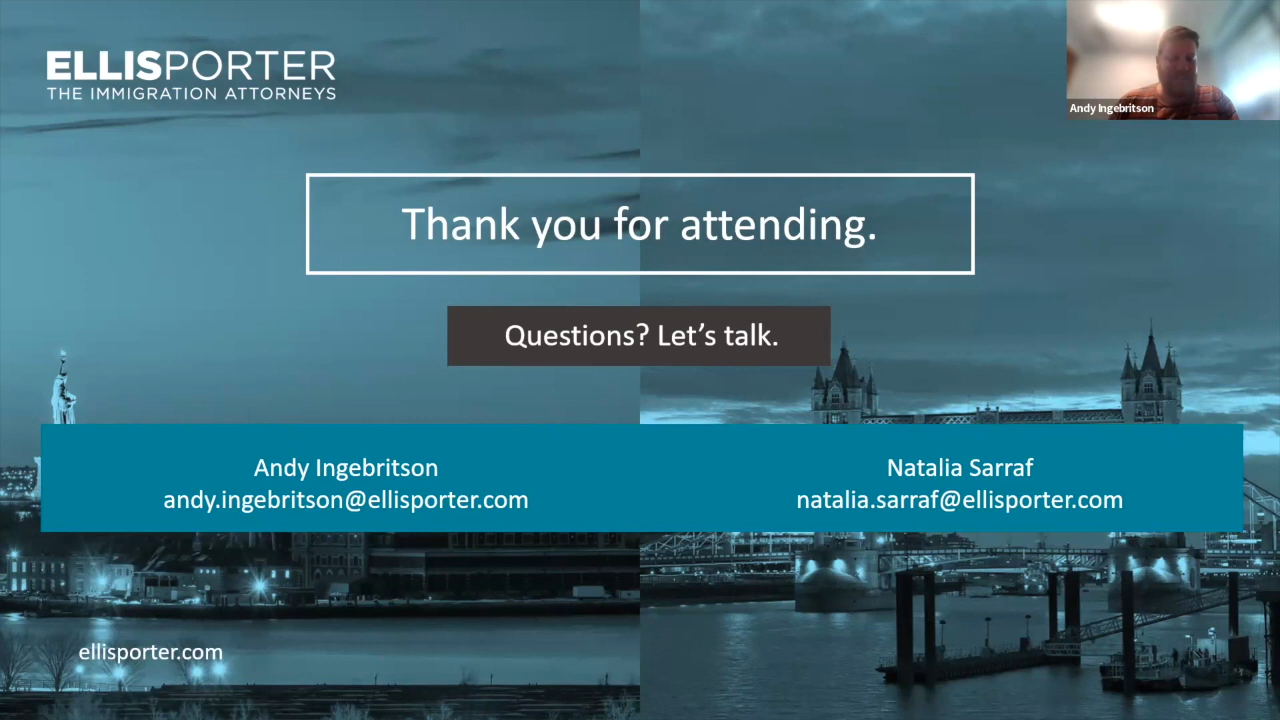 ELLISPORTER
THE IMMIGRATION ATTORNEYS
Andy Ingebritson
Thank you for attending.
Questions? Let’s talk.
Andy Ingebritson
andy.ingebritson@ellisporter.com
Natalia Sarraf
natalia.sarraf@ellisporter.com
ellisporter.com